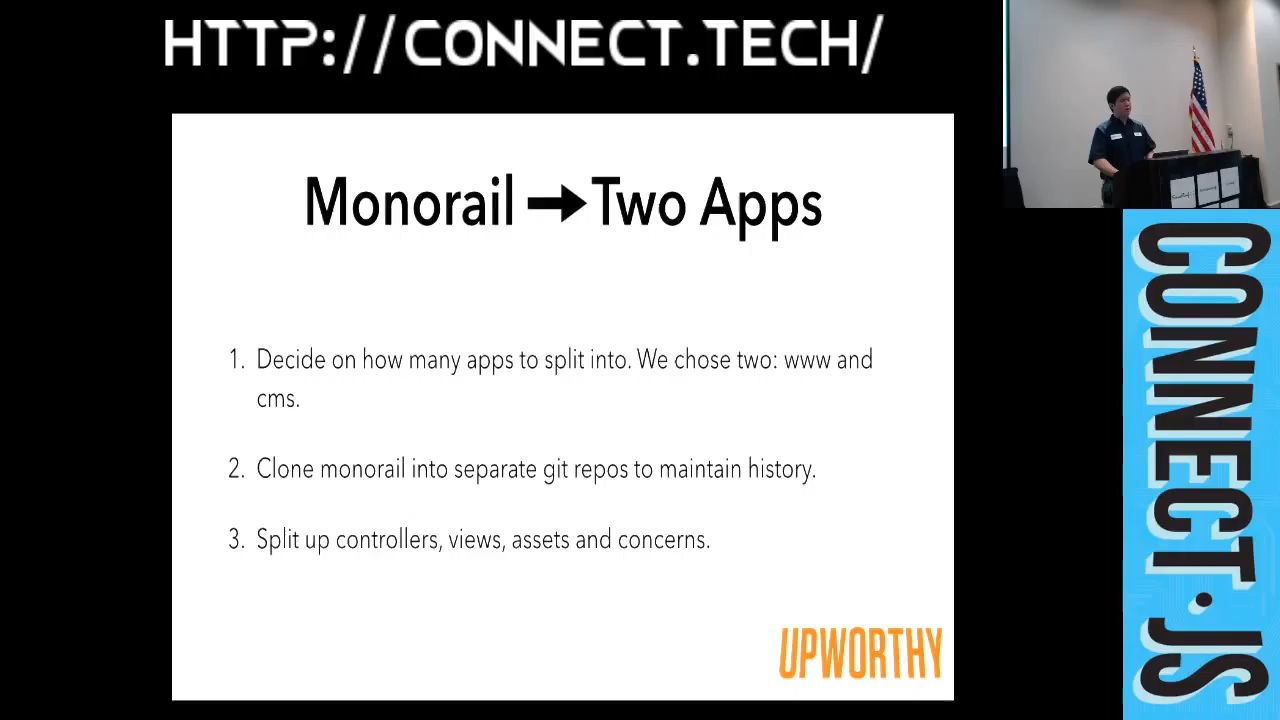 HTTP://CONNECT.TECH/
Monorail → Two Apps
1. Decide on how many apps to split into. We chose two: www and
cms.
2. Clone monorail into separate git repos to maintain history.
3. Split up controllers, views, assets and concerns.
UPWORTHY
CONNECT.JS